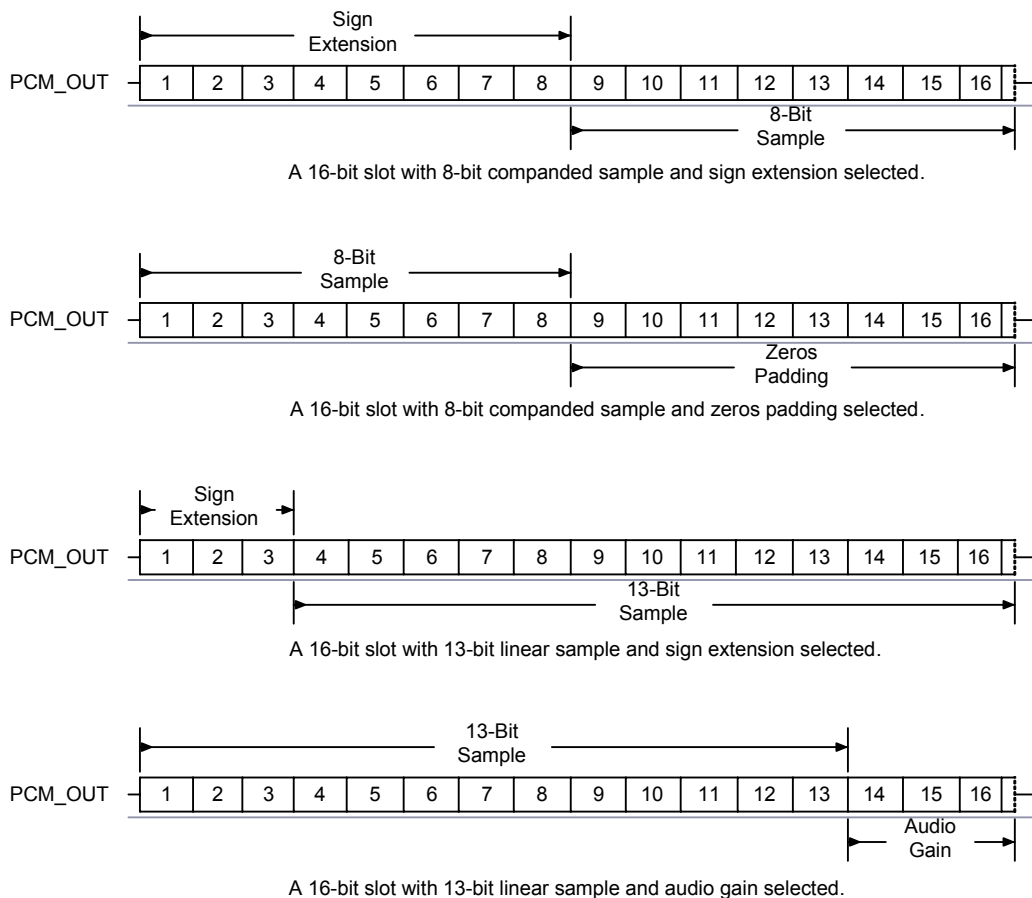 Sign
Extension
PCM_OUT 1 2 3 4 5 6 7 8 9 10 11 12 13 14 15 16
8-Bit
Sample
A 16-bit slot with 8-bit companded sample and sign extension selected.
8-Bit
Sample
PCM_OUT 1 2 3 4 5 6 7 8 9 10 11 12 13 14 15 16
Zeros
Padding
A 16-bit slot with 8-bit companded sample and zeros padding selected.
Sign
Extension
PCM_OUT 1 2 3 4 5 6 7 8 9 10 11 12 13 14 15 16
13-Bit
Sample
A 16-bit slot with 13-bit linear sample and sign extension selected.
13-Bit
Sample
PCM_OUT 1 2 3 4 5 6 7 8 9 10 11 12 13 14 15 16
Audio
Gain
A 16-bit slot with 13-bit linear sample and audio gain selected.